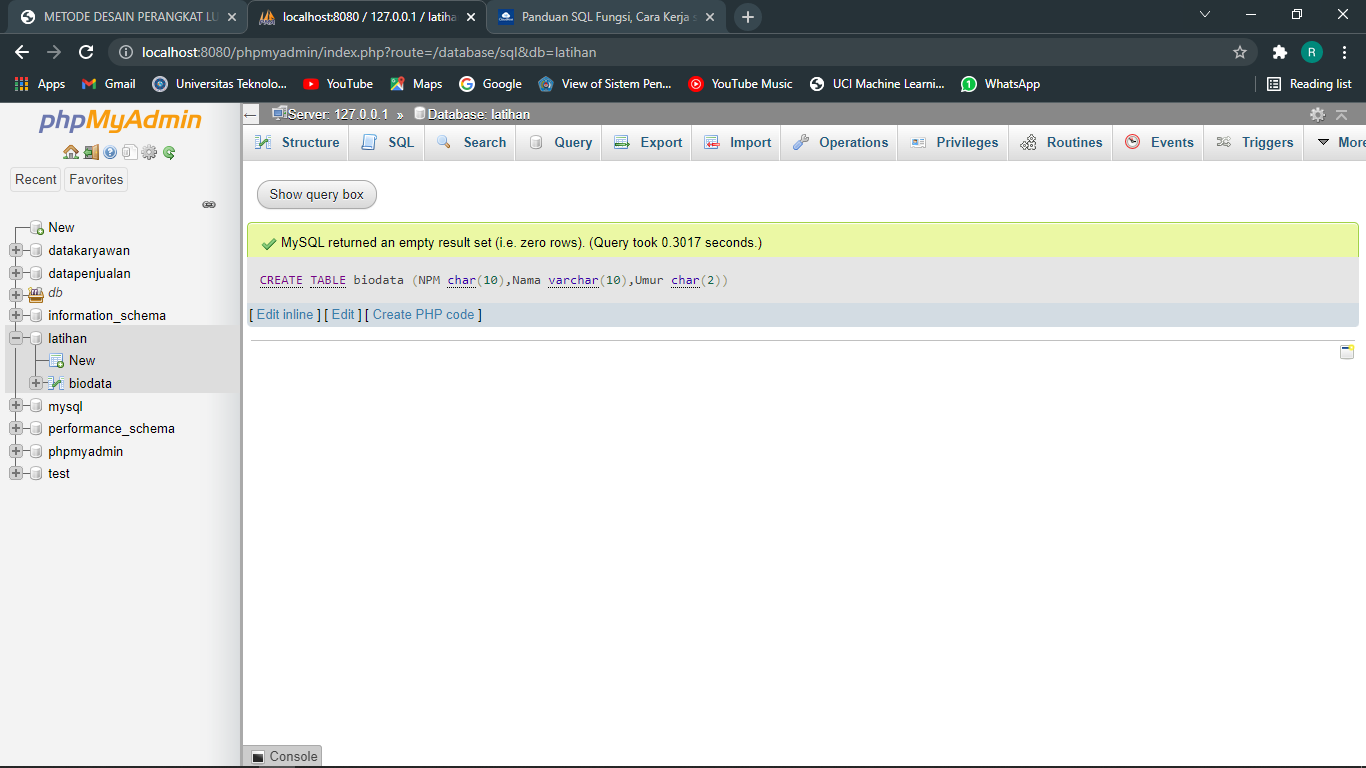 METODE DESAIN PERANGKAT LU
localhost:8080 / 127.0.0.1 / latiha
Panduan SQL Fungsi, Cara Kerja s
localhost:8080/phpmyadmin/index.php?route=/database/sql&db=latihan
R
Apps Gmail Universitas Teknolo... YouTube Maps Google View of Sistem Pen... YouTube Music UCI Machine Learni... 1 WhatsApp Reading list
phpMyAdmin
Recent Favorites
New
datakaryawan
datapenjualan
db
information_schema
latihan
New
biodata
mysql
performance_schema
phpmyadmin
test
Server: 127.0.0.1 » Database: latihan
Structure SQL Search Query Export Import Operations Privileges Routines Events Triggers More
Show query box
MySQL returned an empty result set (i.e. zero rows). (Query took 0.3017 seconds.)
CREATE TABLE biodata (NPM char(10),Nama varchar(10),Umur char(2))
[ Edit inline ] [ Edit ] [ Create PHP code ]
Console